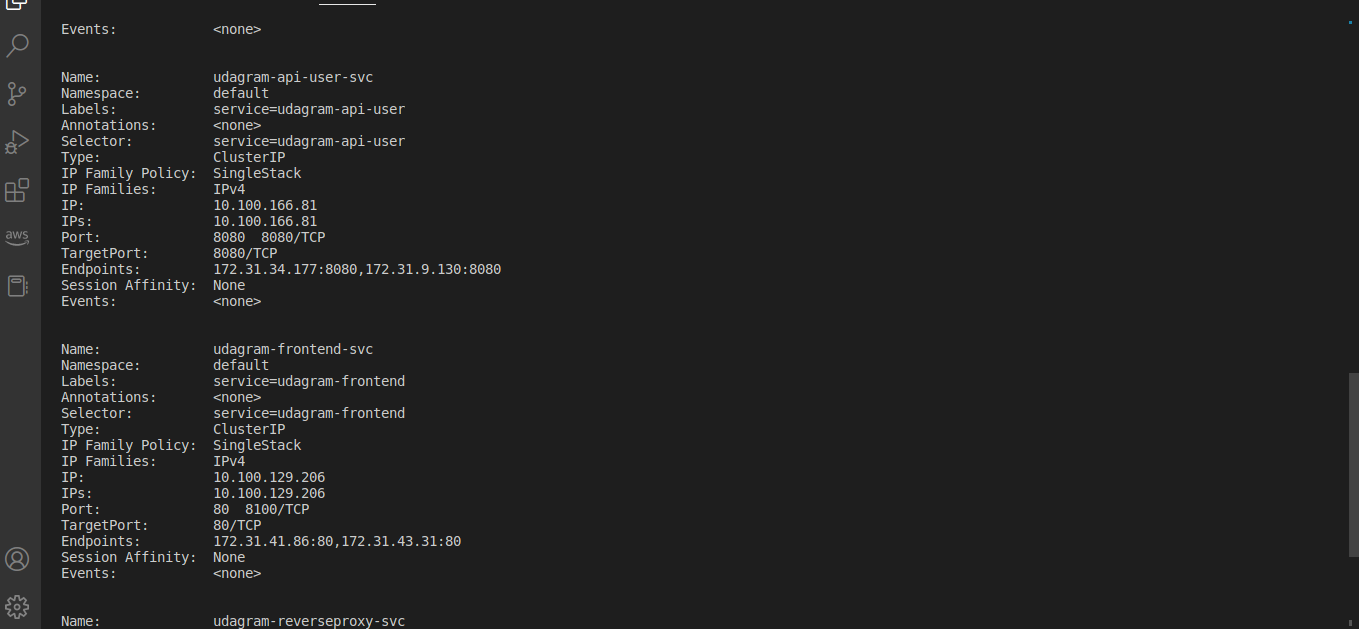 Events: <none>
Name: udagram-api-user-svc
Namespace: default
Labels: service=udagram-api-user
Annotations: <none>
Selector: service=udagram-api-user
Type: ClusterIP
IP Family Policy: SingleStack
IP Families: IPv4
IP: 10.100.166.81
IPs: 10.100.166.81
Port: 8080 8080/TCP
TargetPort: 8080/TCP
Endpoints: 172.31.34.177:8080,172.31.9.130:8080
Session Affinity: None
Events: <none>
Name: udagram-frontend-svc
Namespace: default
Labels: service=udagram-frontend
Annotations: <none>
Selector: service=udagram-frontend
Type: ClusterIP
IP Family Policy: SingleStack
IP Families: IPv4
IP: 10.100.129.206
IPs: 10.100.129.206
Port: 80 8100/TCP
TargetPort: 80/TCP
Endpoints: 172.31.41.86:80,172.31.43.31:80
Session Affinity: None
Events: <none>
Name: udagram-reverseproxy-svc
aws